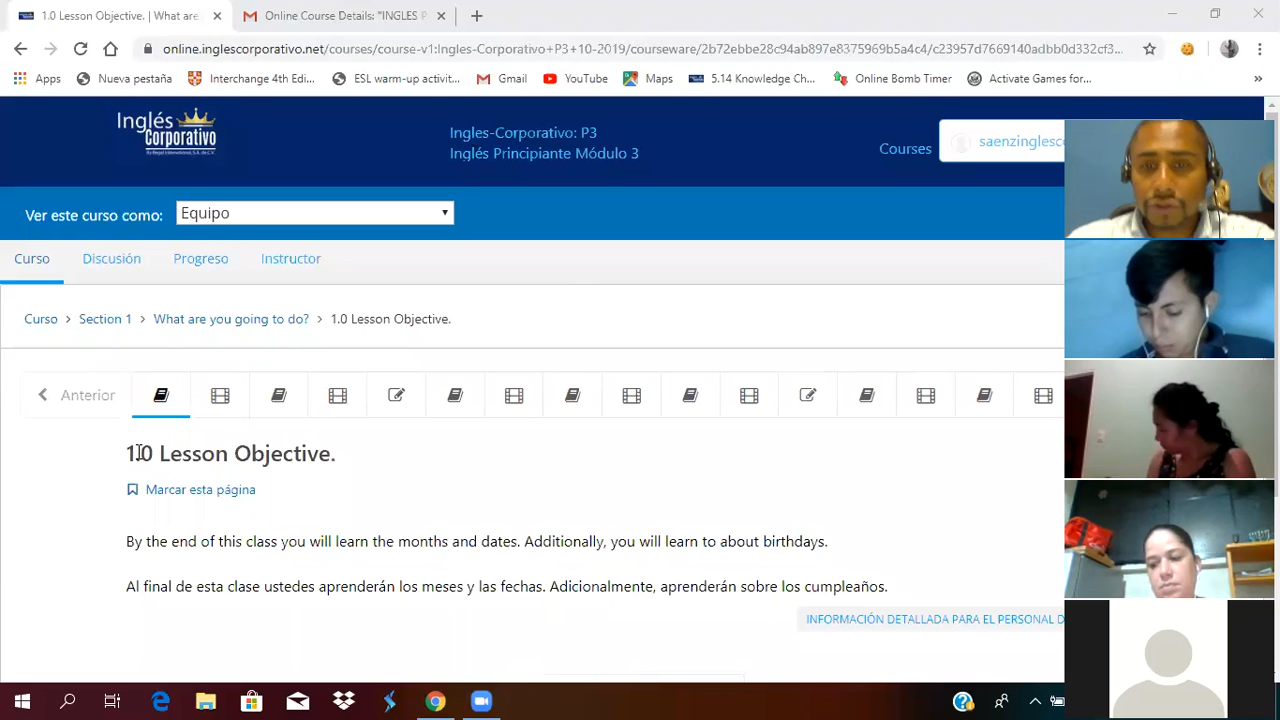 1.0 Lesson Objective. | What are
Online Course Details: "INGLES P
online.inglescorporativo.net/courses/course-v1:Ingles-Corporativo+P3+10-2019/courseware/2b72ebbe28c94ab897e8375969b5a4c4/c23957d7669140adbb0d332cf3...
Apps
Nueva pestaña
Interchange 4th Edi...
ESL warm-up activit...
Gmail
YouTube
Maps
5.14 Knowledge Ch...
Online Bomb Timer
Activate Games for...
»
Inglés
Corporativo
Ingles-Corporativo: P3
Inglés Principiante Módulo 3
Courses
saenzinglesco
Ver este curso como:
Equipo
Curso
Discusión
Progreso
Instructor
Curso > Section 1 > What are you going to do? > 1.0 Lesson Objective.
Anterior
1.0 Lesson Objective.
Marcar esta página
By the end of this class you will learn the months and dates. Additionally, you will learn to about birthdays.
Al final de esta clase ustedes aprenderán los meses y las fechas. Adicionalmente, aprenderán sobre los cumpleaños.
INFORMACIÓN DETALLADA PARA EL PERSONAL D